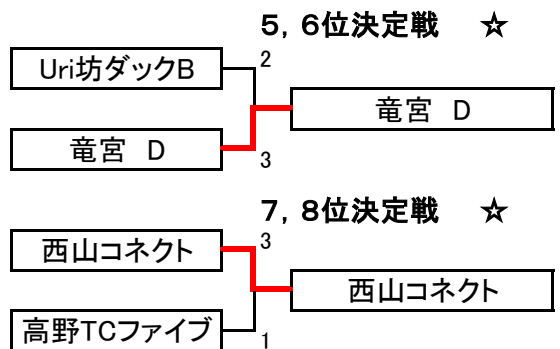 5，6位決定戦　☆
Uri坊ダックB
2
竜宮　D
竜宮　D
3
7，8位決定戦　☆
西山コネクト
3
西山コネクト
高野TCファイブ
1